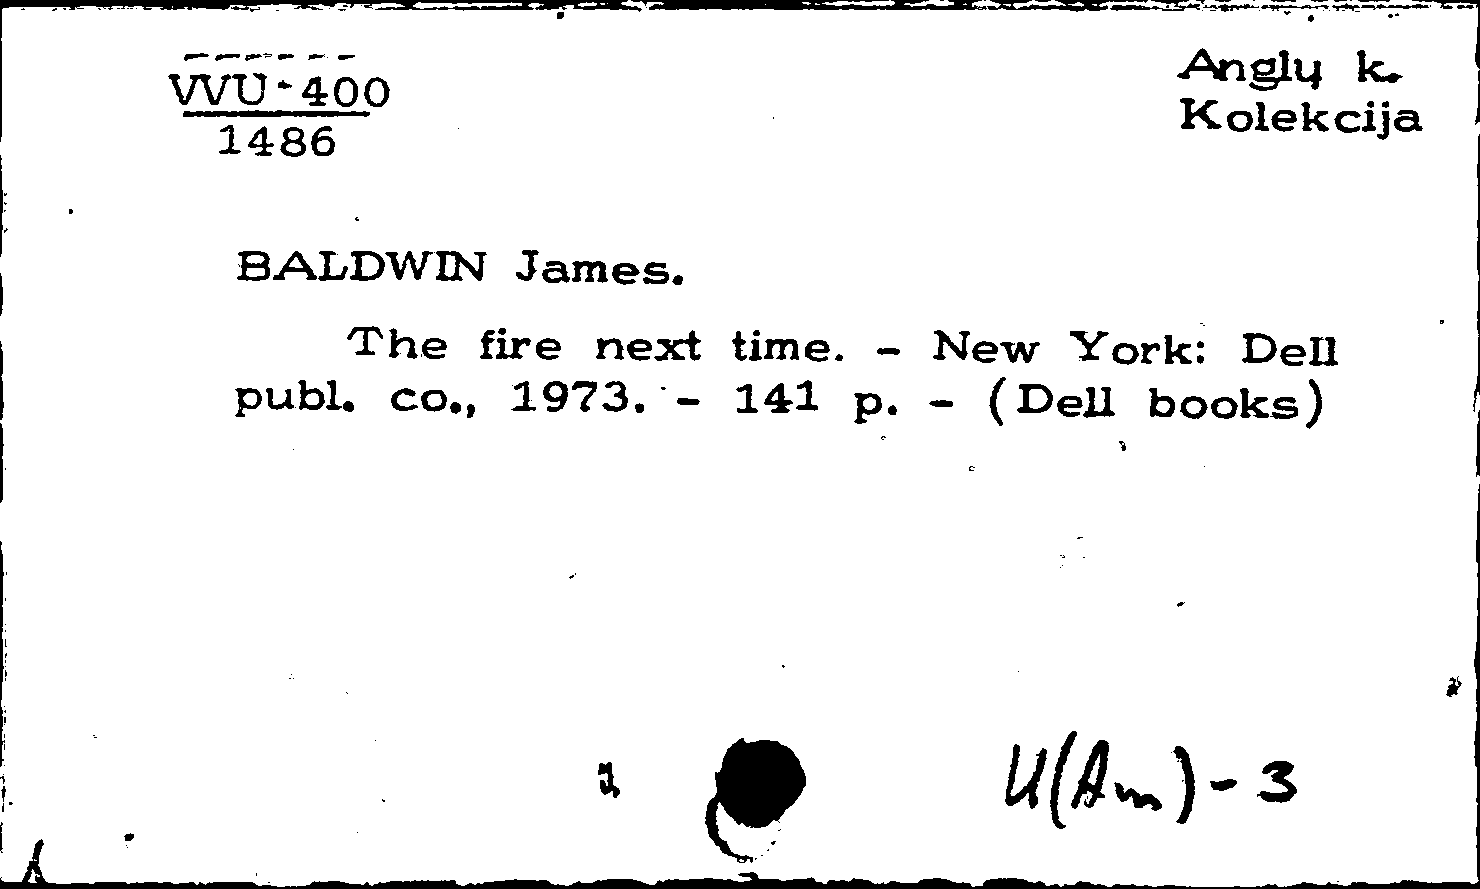 VVU-400
1486
Anglų k.
Kolekcija
BALDWIN James.
The fire next time. - New York: Dell
publ. co., 1973. - 141 p. - (Dell books)
U(Am)-3